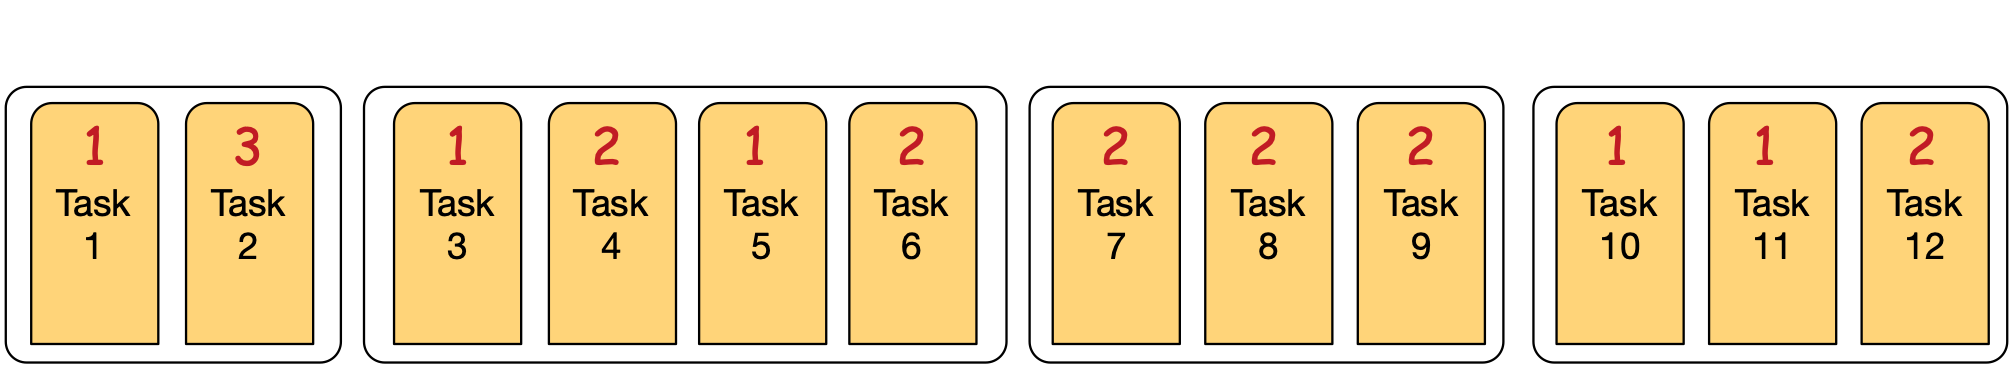 1 3 1 2 1 2 2 2 2 1 1 2
Task Task Task Task Task Task Task Task Task Task Task Task
1 2 3 4 5 6 7 8 9 10 11 12